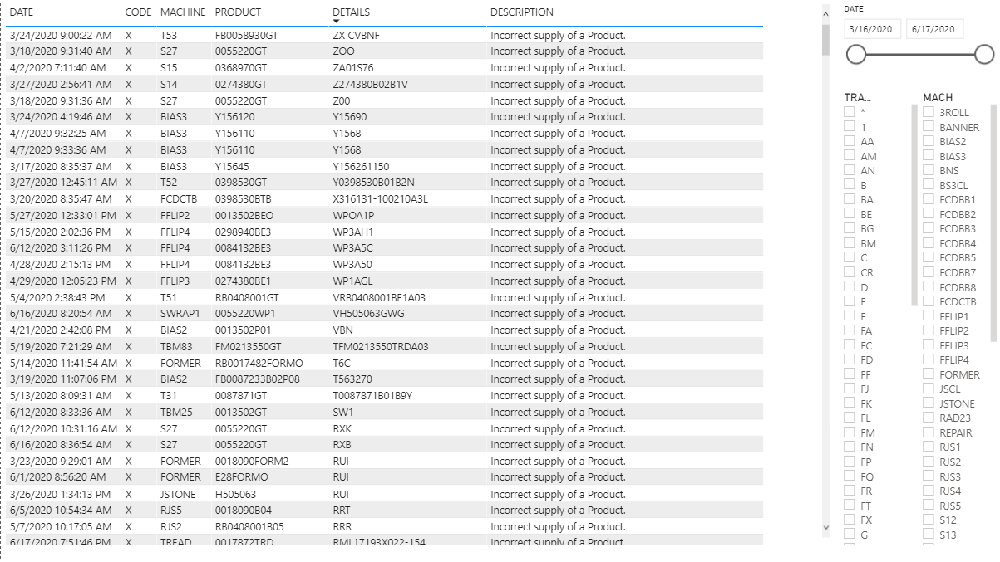 DATE CODE MACHINE PRODUCT DETAILS DESCRIPTION
3/24/2020 9:00:22 AM X T53 FB0058930GT ZX CVBNF Incorrect supply of a Product.
3/18/2020 9:31:40 AM X S27 0055220GT ZOO Incorrect supply of a Product.
4/2/2020 7:11:40 AM X S15 0368970GT ZA01S76 Incorrect supply of a Product.
3/27/2020 2:56:41 AM X S14 0274380GT Z274380B02B1V Incorrect supply of a Product.
3/18/2020 9:31:36 AM X S27 0055220GT Z00 Incorrect supply of a Product.
3/24/2020 4:19:46 AM X BIAS3 Y156120 Y15690 Incorrect supply of a Product.
4/7/2020 9:32:25 AM X BIAS3 Y156110 Y1568 Incorrect supply of a Product.
4/7/2020 9:33:36 AM X BIAS3 Y156110 Y1568 Incorrect supply of a Product.
3/17/2020 8:35:37 AM X BIAS3 Y15645 Y156261150 Incorrect supply of a Product.
3/27/2020 12:45:11 AM X T52 0398530GT Y0398530B01B2N Incorrect supply of a Product.
3/20/2020 8:35:47 AM X FCDCTB 0398530BTB X316131-100210A3L Incorrect supply of a Product.
5/27/2020 12:33:01 PM X FFLIP2 0013502BEO WPOA1P Incorrect supply of a Product.
5/15/2020 2:02:36 PM X FFLIP4 0298940BE3 WP3AH1 Incorrect supply of a Product.
6/12/2020 3:11:26 PM X FFLIP4 0084132BE3 WP3A5C Incorrect supply of a Product.
4/28/2020 2:15:13 PM X FFLIP4 0084132BE3 WP3A50 Incorrect supply of a Product.
4/29/2020 12:05:23 PM X FFLIP3 0274380BE1 WP1AGL Incorrect supply of a Product.
5/4/2020 2:38:43 PM X T51 RB0408001GT VRB0408001BE1A03 Incorrect supply of a Product.
6/16/2020 8:20:54 AM X SWRAP1 0055220WP1 VH505063GWG Incorrect supply of a Product.
4/21/2020 2:42:08 PM X BIAS2 0013502P01 VBN Incorrect supply of a Product.
5/19/2020 7:21:29 AM X TBM83 FM0213550GT TFM0213550TRDA03 Incorrect supply of a Product.
5/14/2020 11:41:54 AM X FORMER RB0017482FORMO T6C Incorrect supply of a Product.
3/19/2020 11:07:06 PM X BIAS2 FB0087233B02P08 T563270 Incorrect supply of a Product.
5/13/2020 8:09:31 AM X T31 0087871GT T0087871B01B9Y Incorrect supply of a Product.
6/12/2020 8:33:36 AM X TBM25 0013502GT SW1 Incorrect supply of a Product.
6/12/2020 10:31:16 AM X S27 0055220GT RXK Incorrect supply of a Product.
6/16/2020 8:36:54 AM X S27 0055220GT RXB Incorrect supply of a Product.
3/23/2020 9:29:01 AM X FORMER 0018090FORM2 RUI Incorrect supply of a Product.
6/1/2020 8:56:20 AM X FORMER E28FORMO RUI Incorrect supply of a Product.
3/26/2020 1:34:13 PM X JSTONE H505063 RUI Incorrect supply of a Product.
6/5/2020 10:54:34 AM X RJS5 0018090B04 RRT Incorrect supply of a Product.
5/7/2020 10:17:05 AM X RJS2 RB0408001B05 RRR Incorrect supply of a Product.
6/17/2020 7:51:46 PM X TREAD 0017872TRD RML17193X022-154 Incorrect supply of a Product.
DATE
3/16/2020 6/17/2020
TRA... MACH
* 3ROLL
1 BANNER
AA BIAS2
AM BIAS3
AN BNS
B BS3CL
BA FCDBB1
BE FCDBB2
BG FCDBB3
BM FCDBB4
C FCDBB5
CR FCDBB7
D FCDBB8
E FCDCTB
F FFLIP1
FA FFLIP2
FC FFLIP3
FD FFLIP4
FF FORMER
FJ JSCL
FK JSTONE
FL RAD23
FM REPAIR
FN RJS1
FP RJS2
FQ RJS3
FR RJS4
FT RJS5
FX S12
G S13